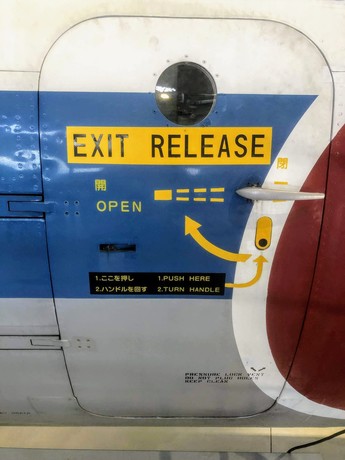 EXIT RELEASE
開
閉
OPEN
1.ここを押し 1.PUSH HERE
2.ハンドルを回す 2.TURN HANDLE
PRESSURE LOCK VENT
DO NOT PLUG HOLES
KEEP CLEAR